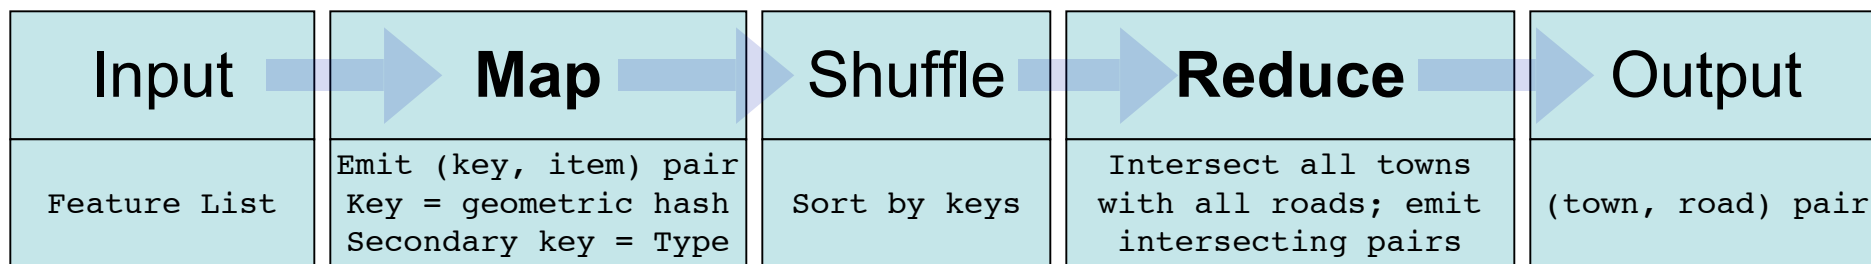 Input
Map
Shuffle
Reduce
Output
Feature List
Emit (key, item) pair
Key = geometric hash
Secondary key = Type
Sort by keys
Intersect all towns
with all roads; emit
intersecting pairs
(town, road) pair